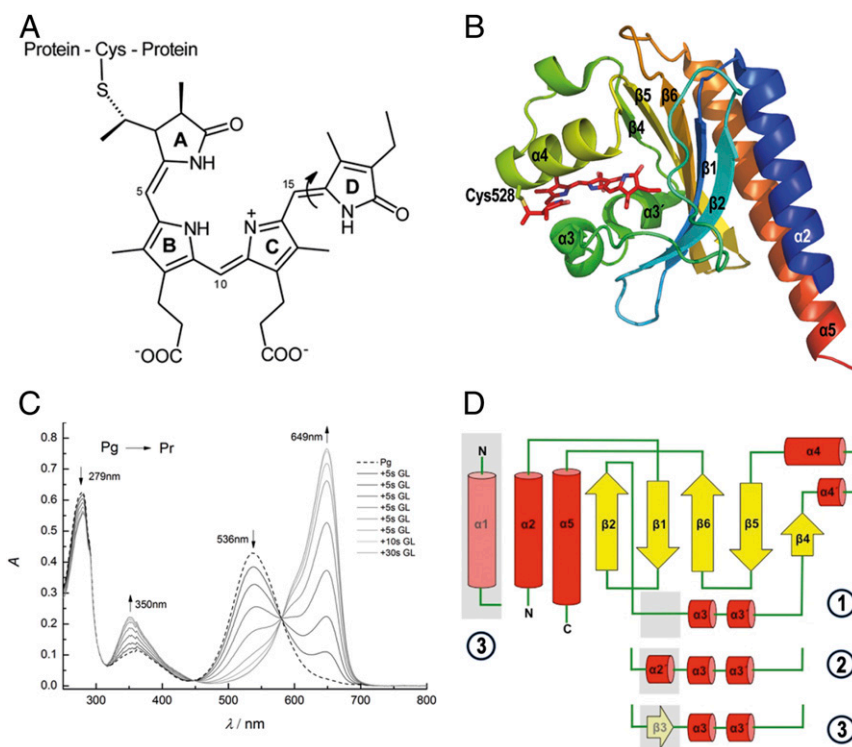 A
Protein - Cys - Protein
S
A
O
NH
5
15
D
NH
O
NH
N
+
B
C
10
-OOC
COO-
B
β5
β6
β4
α4
β1
Cys528
β2
α3´
α3
α2
α5
C
Pg → Pr
649nm
279nm
536nm
350nm
Pg
+5s GL
+5s GL
+5s GL
+5s GL
+5s GL
+5s GL
+10s GL
+30s GL
A
0.8
0.7
0.6
0.5
0.4
0.3
0.2
0.1
0.0
300
400
500
600
700
800
λ / nm
D
N
α4
α1
α2
α5
β2
β1
β6
β5
β4
α4´
N
C
α3
α3´
1
3
α2´
α3
α3´
2
β3
α3
α3´
3